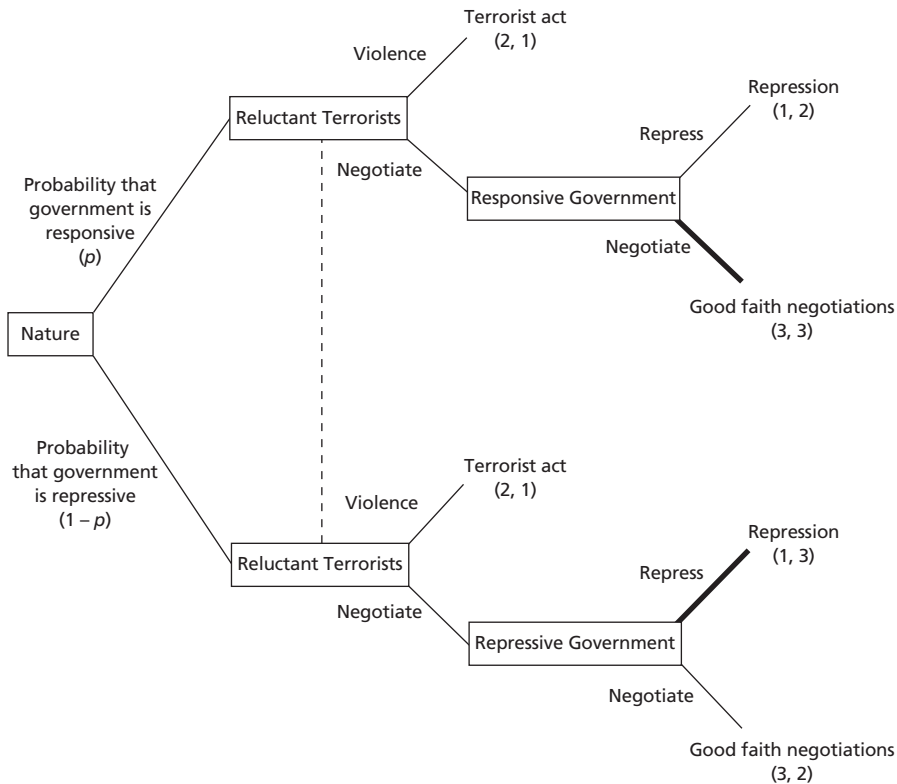 Terrorist act
(2, 1)
Violence
Reluctant Terrorists
Negotiate
Repression
(1, 2)
Repress
Responsive Government
Negotiate
Good faith negotiations
(3, 3)
Probability that
government is
responsive
(p)
Nature
Probability
that government
is repressive
(1 – p)
Terrorist act
(2, 1)
Violence
Reluctant Terrorists
Negotiate
Repression
(1, 3)
Repress
Repressive Government
Negotiate
Good faith negotiations
(3, 2)